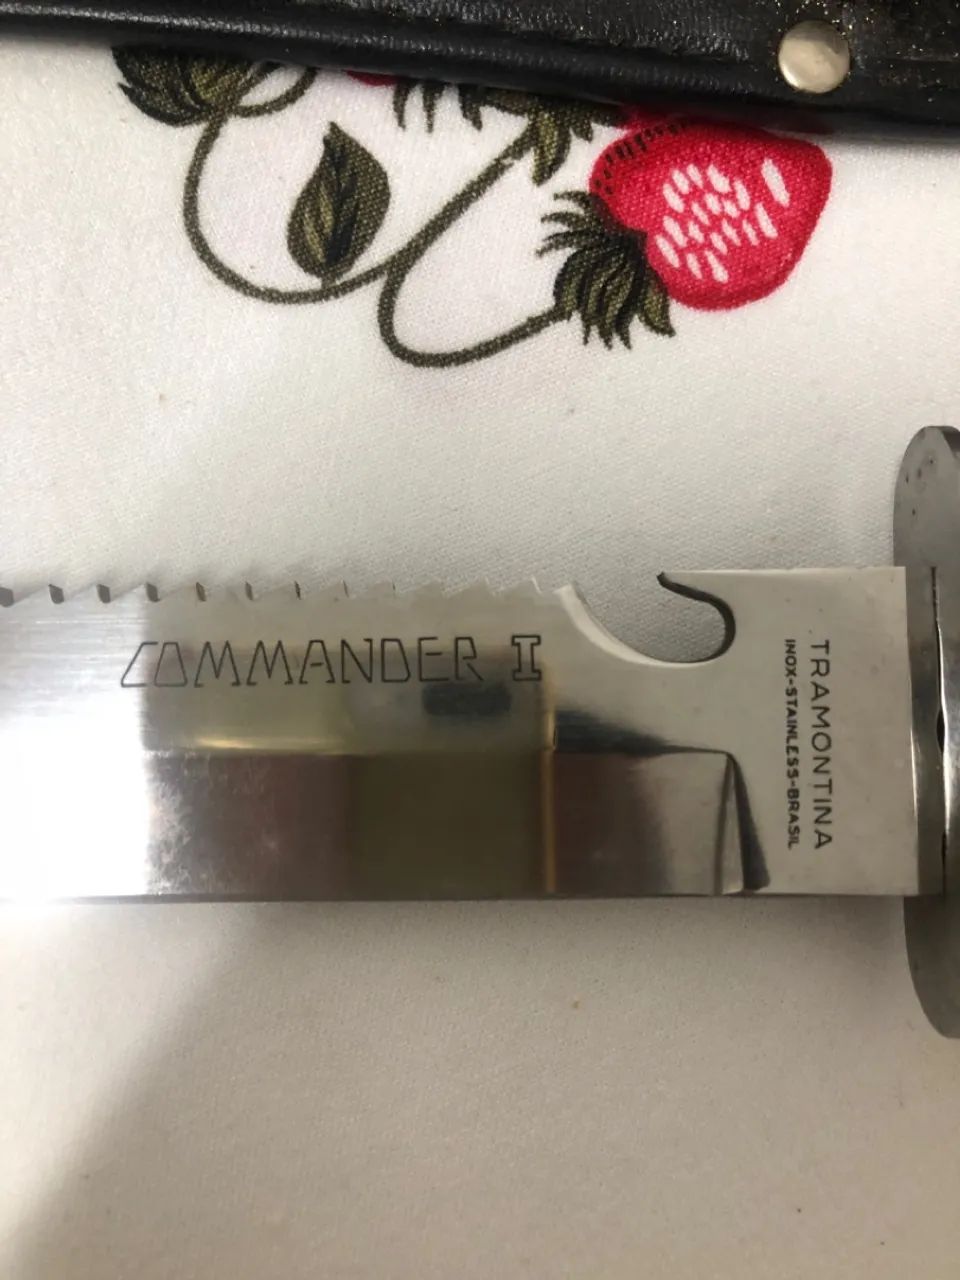 COMMANDER I
TRAMONTINA
INOX-STAINLESS-BRASIL